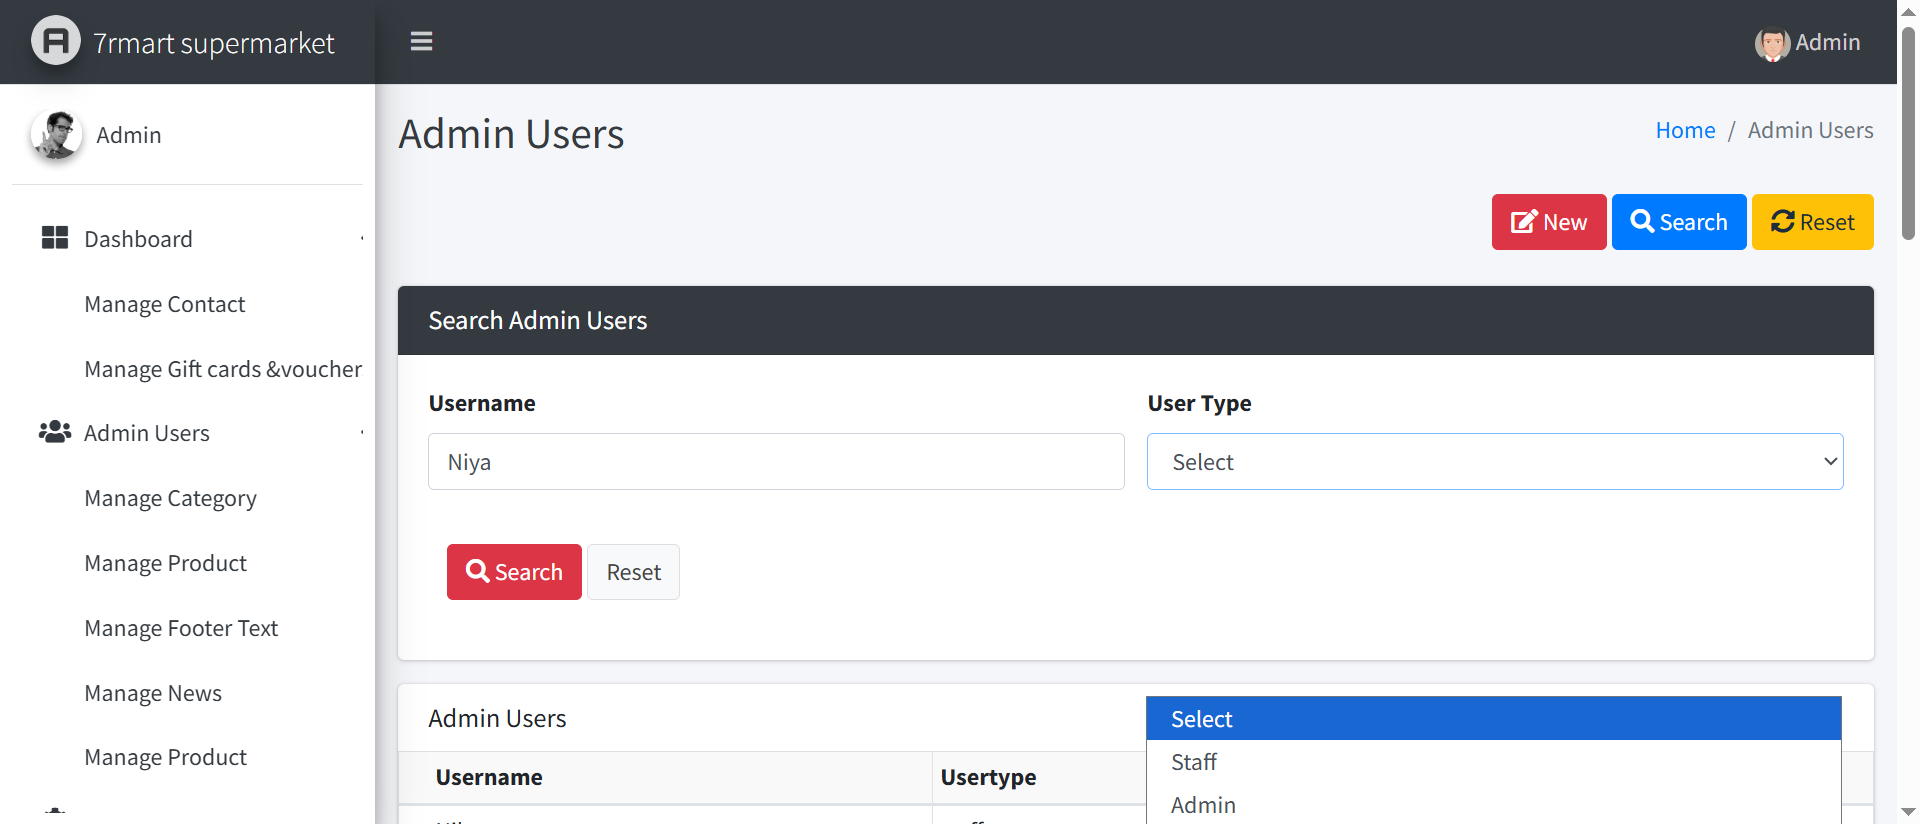 7rmart supermarket
Admin
Admin
Admin Users
Home / Admin Users
New
Search
Reset
Dashboard
Manage Contact
Manage Gift cards &voucher
Admin Users
Manage Category
Manage Product
Manage Footer Text
Manage News
Manage Product
Search Admin Users
Username
User Type
Niya
Select
Search
Reset
Admin Users
Select
Staff
Admin
Username
Usertype